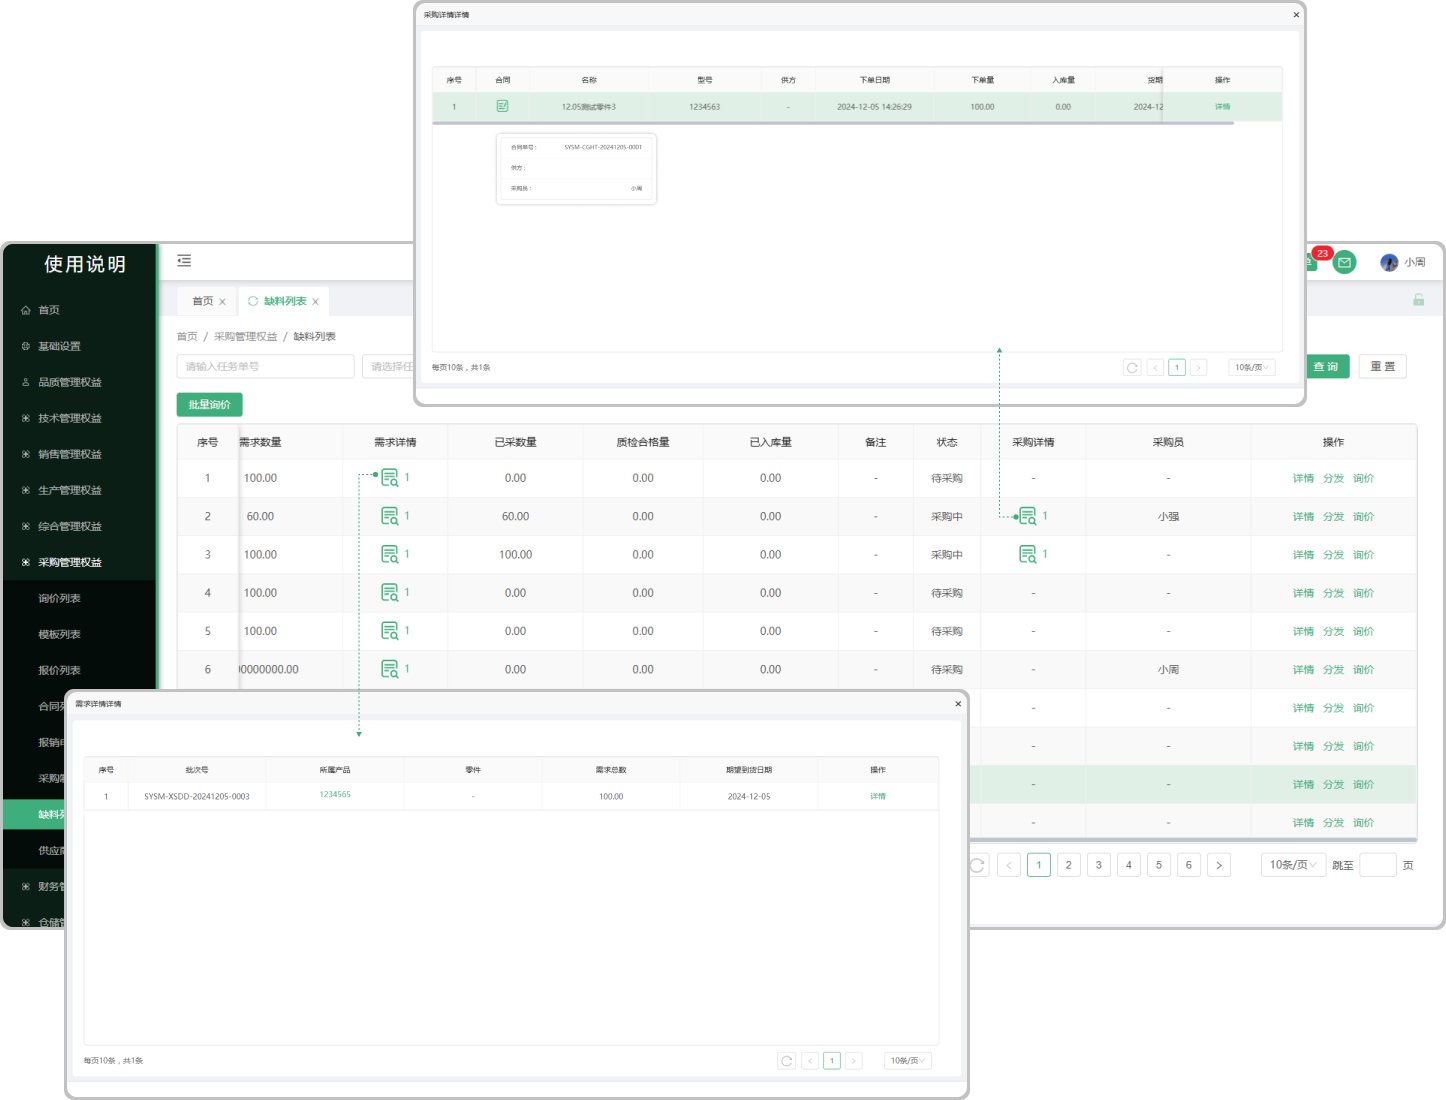 采购详情详情 ×
序号 合同 名称 型号 供方 下单日期 下单量 入库量 货期 操作
1 12.05测试零件3 1234563 - 2024-12-05 14:26:29 100.00 0.00 2024-12 详情
合同单号： SYSM-CGHT-20241205-0001
供方：
采购员： 小周
每页10条，共1条 < 1 > 10条/页
使用说明
首页
基础设置
品质管理权益
技术管理权益
销售管理权益
生产管理权益
综合管理权益
采购管理权益
询价列表
模板列表
报价列表
合同
报销
采购
缺料
供应
财务
仓储
23 小周
首页 × 缺料列表 ×
首页 / 采购管理权益 / 缺料列表
请输入任务单号 请选择任 查 询 重 置
批量询价
序号 需求数量 需求详情 已采数量 质检合格量 已入库量 备注 状态 采购详情 采购员 操作
1 100.00 1 0.00 0.00 0.00 - 待采购 - - 详情 分发 询价
2 60.00 1 60.00 0.00 0.00 - 采购中 1 小强 详情 分发 询价
3 100.00 1 100.00 0.00 0.00 - 采购中 1 - 详情 分发 询价
4 100.00 1 0.00 0.00 0.00 - 待采购 - - 详情 分发 询价
5 100.00 1 0.00 0.00 0.00 - 待采购 - - 详情 分发 询价
6 0000000.00 1 0.00 0.00 0.00 - 待采购 - 小周 详情 分发 询价
- - 详情 分发 询价
- - 详情 分发 询价
- - 详情 分发 询价
- - 详情 分发 询价
< 1 2 3 4 5 6 > 10条/页 跳至 页
需求详情详情 ×
序号 批次号 所属产品 零件 需求总数 期望到货日期 操作
1 SYSM-XSDD-20241205-0003 1234565 - 100.00 2024-12-05 详情
每页10条，共1条 < 1 > 10条/页